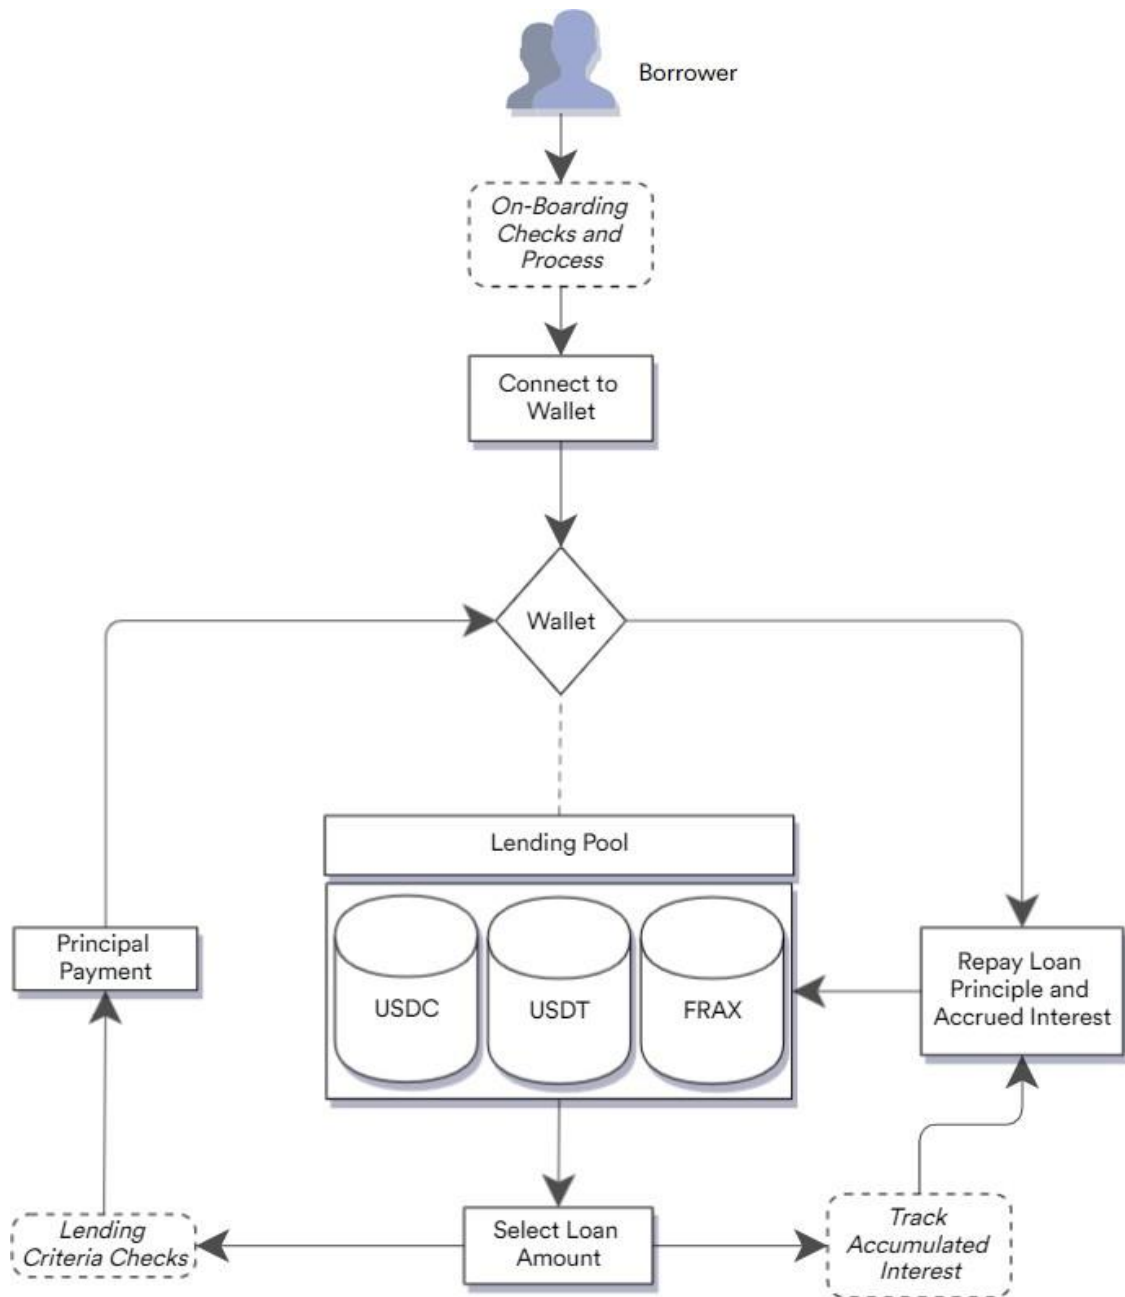 Borrower
On-Boarding
Checks and
Process
Connect to
Wallet
Wallet
Lending Pool
USDC
USDT
FRAX
Principal
Payment
Repay Loan
Principle and
Accrued Interest
Lending
Criteria Checks
Select Loan
Amount
Track
Accumulated
Interest